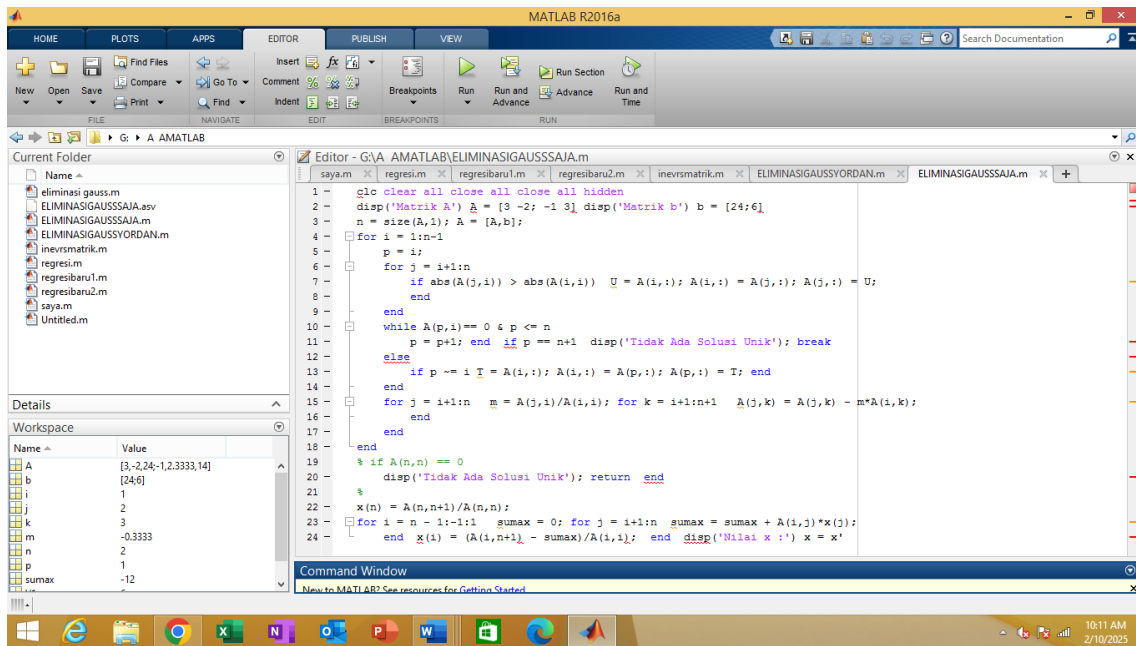 MATLAB R2016a
HOME PLOTS APPS EDITOR PUBLISH VIEW Search Documentation
Find Files Insert fx
New Open Save Compare Go To Comment Breakpoints Run Run and Advance Run Section Advance Run and Time
Print Find Indent
FILE NAVIGATE EDIT BREAKPOINTS RUN
G: A AMATLAB
Current Folder
Name
eliminasi gauss.m
ELIMINASIGAUSSSAJA.asv
ELIMINASIGAUSSSAJA.m
ELIMINASIGAUSSYORDAN.m
inevrsmatrik.m
regresi.m
regresibaru1.m
regresibaru2.m
saya.m
Untitled.m
Details
Workspace
Name Value
A [3,-2,24;-1,2.3333,14]
b [24;6]
i 1
j 2
k 3
m -0.3333
n 2
p 1
sumax -12
Editor - G:\A AMATLAB\ELIMINASIGAUSSSAJA.m
saya.m regresi.m regresibaru1.m regresibaru2.m inevrsmatrik.m ELIMINASIGAUSSYORDAN.m ELIMINASIGAUSSSAJA.m
1 - clc clear all close all close all hidden
2 - disp('Matrik A') A = [3 -2; -1 3] disp('Matrik b') b = [24;6]
3 - n = size(A,1); A = [A,b];
4 - for i = 1:n-1
5 - p = i;
6 - for j = i+1:n
7 - if abs(A(j,i)) > abs(A(i,i)) U = A(i,:); A(i,:) = A(j,:); A(j,:) = U;
8 - end
9 - end
10 - while A(p,i)== 0 & p <= n
11 - p = p+1; end if p == n+1 disp('Tidak Ada Solusi Unik'); break
12 - else
13 - if p ~= i T = A(i,:); A(i,:) = A(p,:); A(p,:) = T; end
14 - end
15 - for j = i+1:n m = A(j,i)/A(i,i); for k = i+1:n+1 A(j,k) = A(j,k) - m*A(i,k);
16 - end
17 - end
18 - end
19 % if A(n,n) == 0
20 - disp('Tidak Ada Solusi Unik'); return end
21 %
22 - x(n) = A(n,n+1)/A(n,n);
23 - for i = n - 1:-1:1 sumax = 0; for j = i+1:n sumax = sumax + A(i,j)*x(j);
24 - end x(i) = (A(i,n+1) - sumax)/A(i,i); end disp('Nilai x :') x = x'
Command Window
New to MATLAB? See resources for Getting Started
10:11 AM
2/10/2025